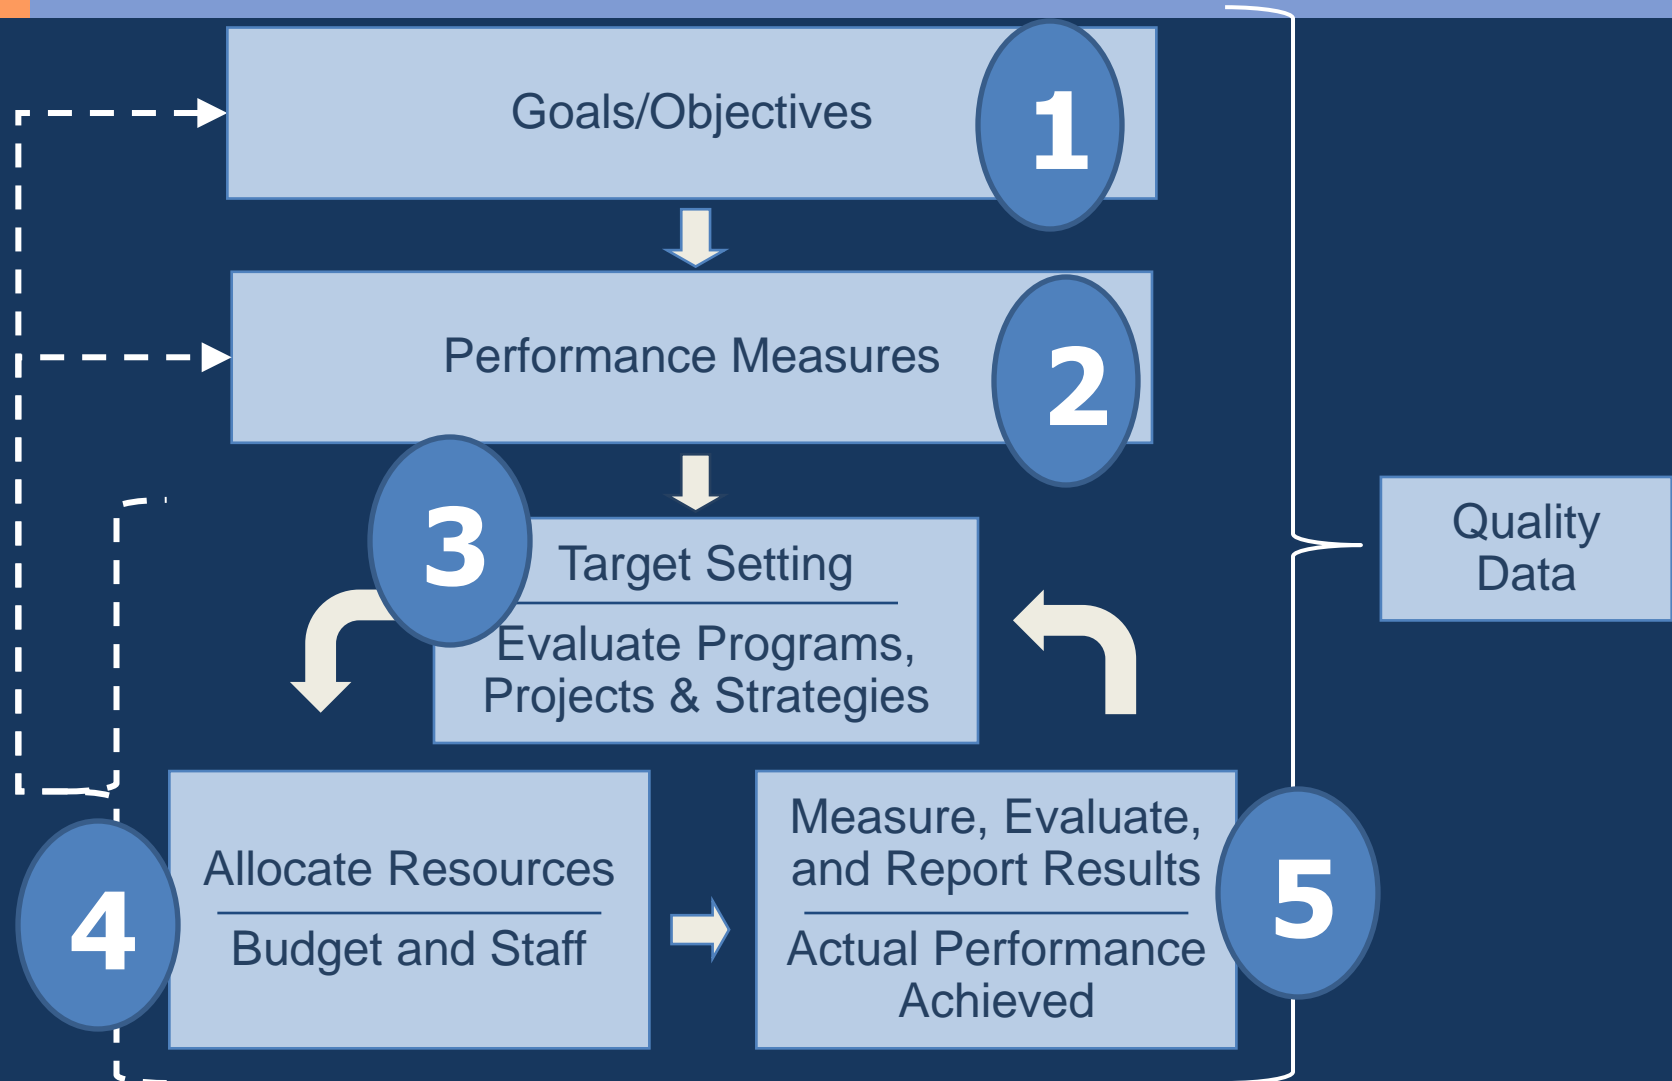 Goals/Objectives
1
Performance Measures
2
3
Target Setting
Evaluate Programs,
Projects & Strategies
Quality
Data
4
Allocate Resources
Budget and Staff
Measure, Evaluate,
and Report Results
Actual Performance
Achieved
5